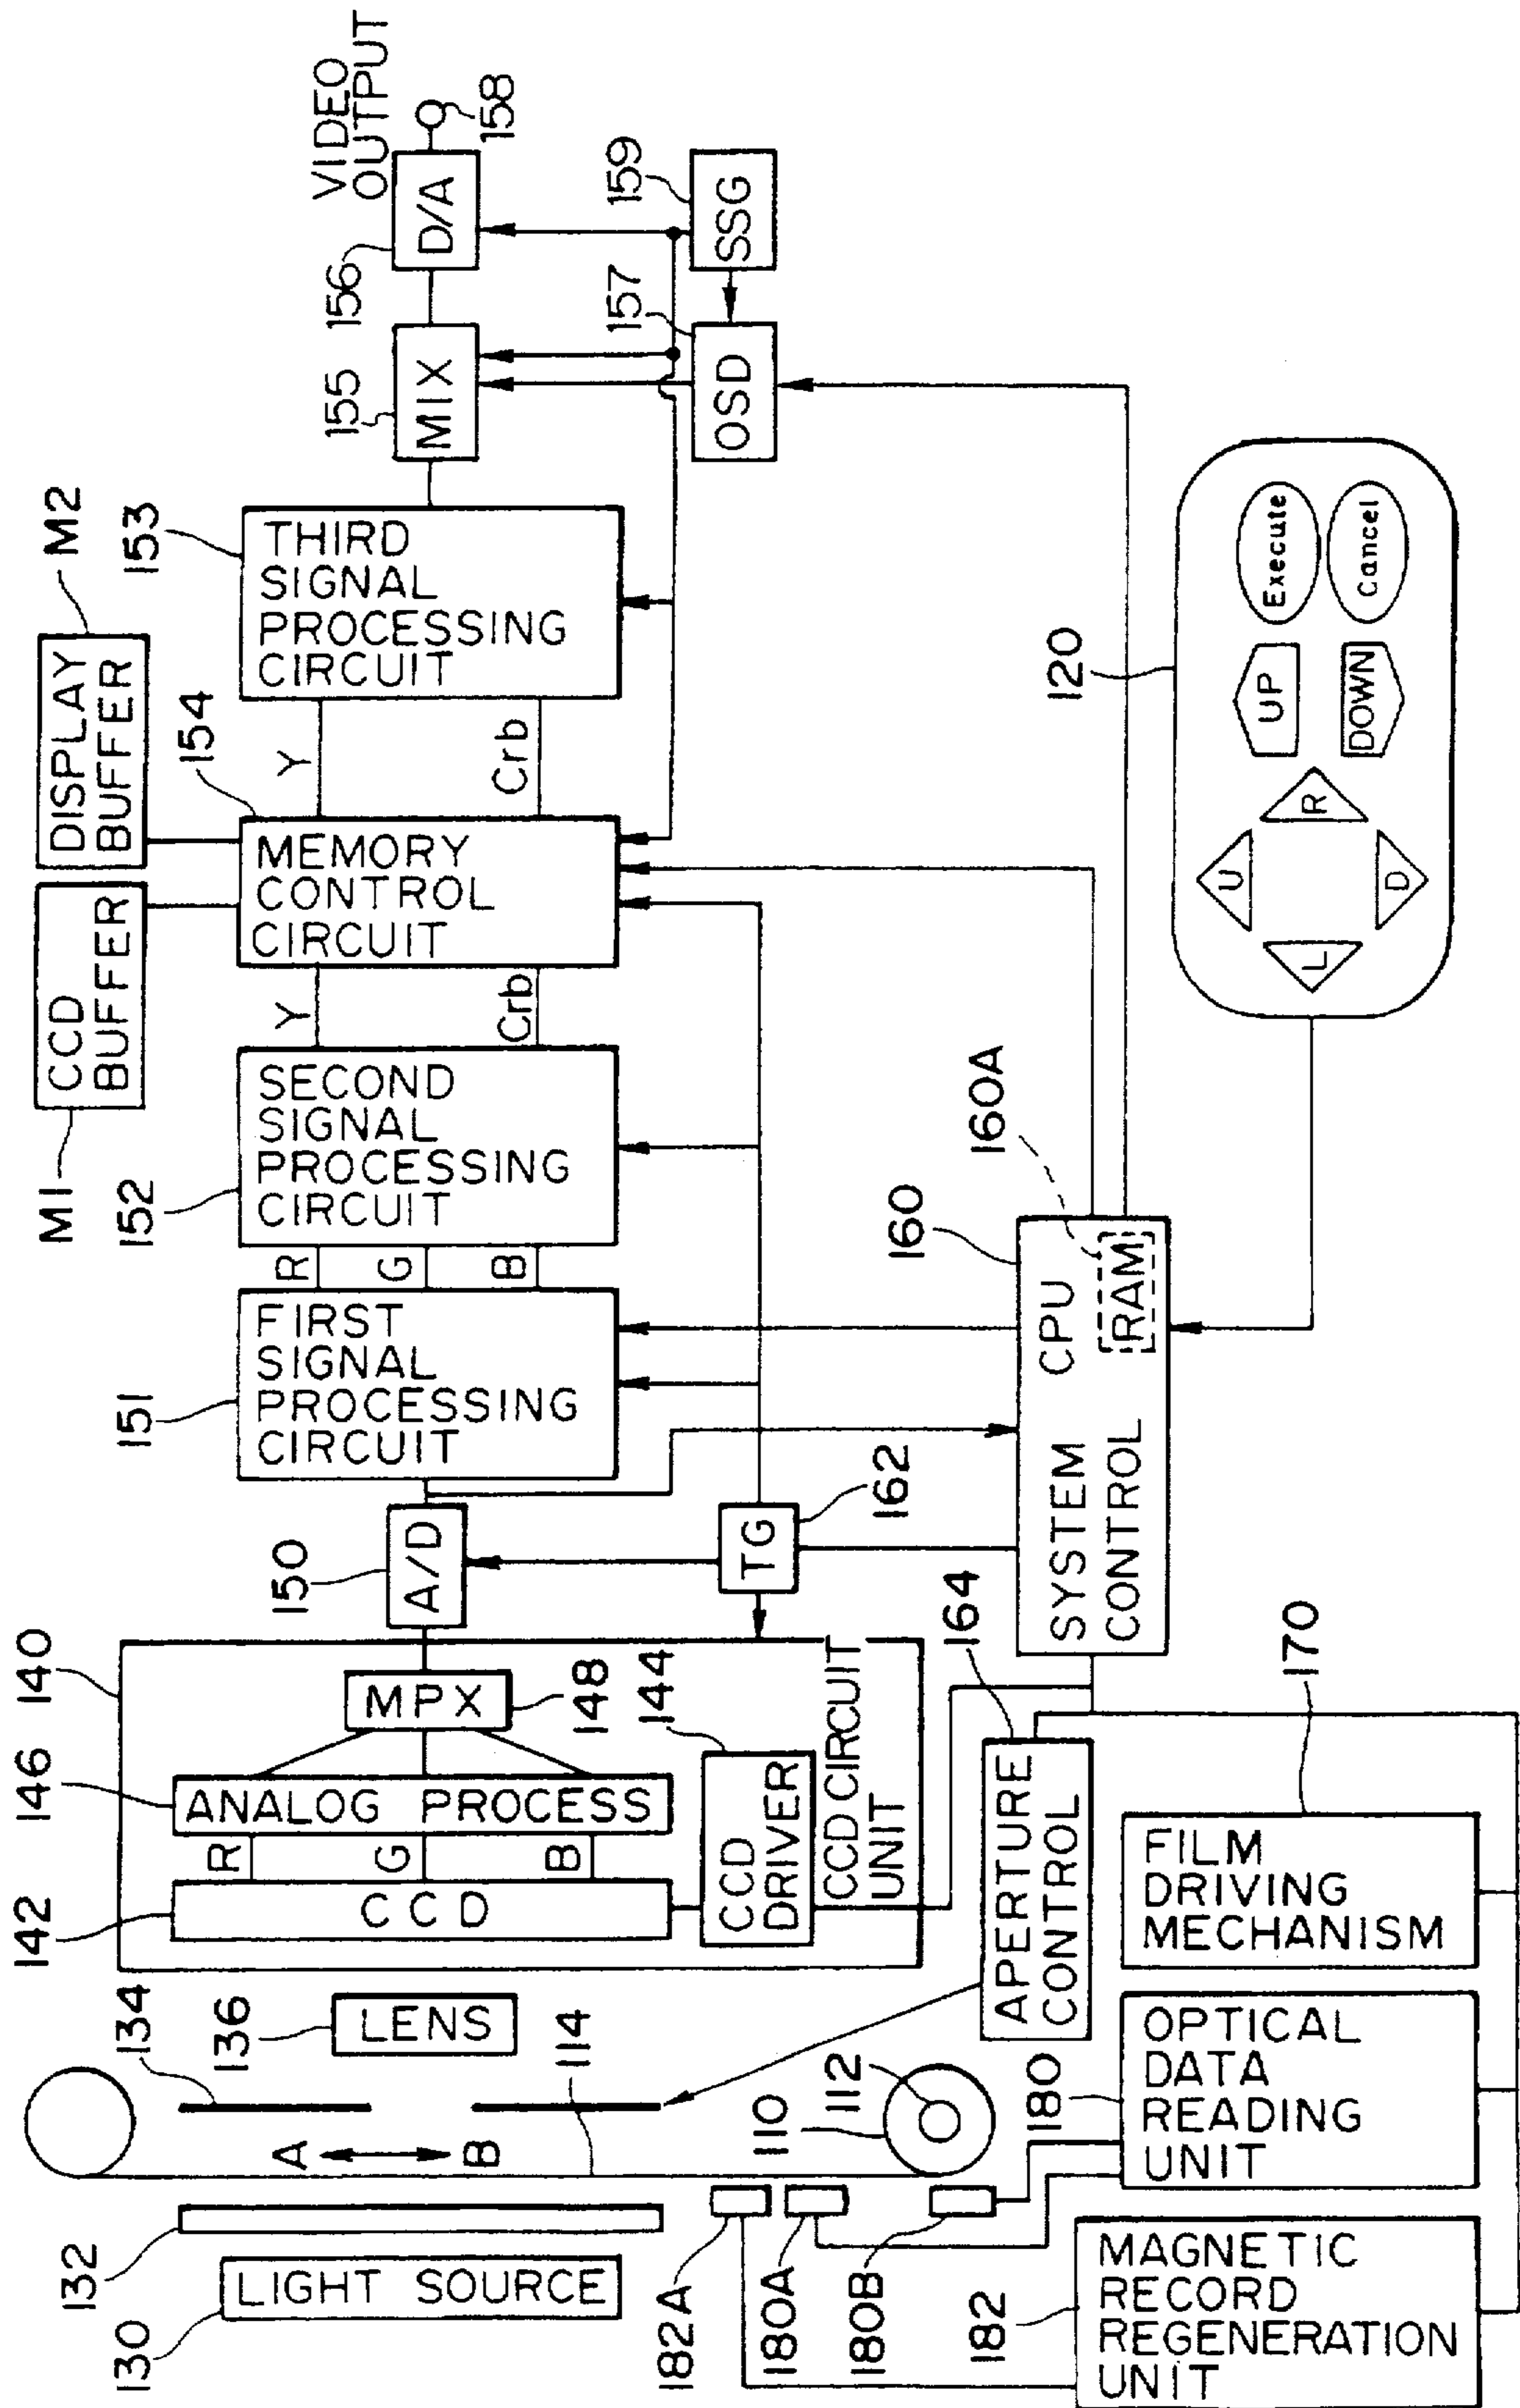 VIDEO
OUTPUT
158
156
D/A
159
SSG
155
MIX
157
OSD
M2
DISPLAY
BUFFER
153
THIRD
SIGNAL
PROCESSING
CIRCUIT
154
Y
Crb
MEMORY
CONTROL
CIRCUIT
M1
CCD
BUFFER
Y
Crb
152
SECOND
SIGNAL
PROCESSING
CIRCUIT
R
G
B
151
FIRST
SIGNAL
PROCESSING
CIRCUIT
150
A/D
162
TG
140
146
148
MPX
ANALOG PROCESS
R
G
B
142
CCD
144
CCD
DRIVER
CCD CIRCUIT
UNIT
134
136
LENS
114
A
B
110
112
132
130
LIGHT SOURCE
182A
180A
180B
120
Execute
Cancel
UP
DOWN
U
R
L
D
160
160A
CPU
RAM
SYSTEM
CONTROL
164
APERTURE
CONTROL
170
FILM
DRIVING
MECHANISM
180
OPTICAL
DATA
READING
UNIT
182
MAGNETIC
RECORD
REGENERATION
UNIT